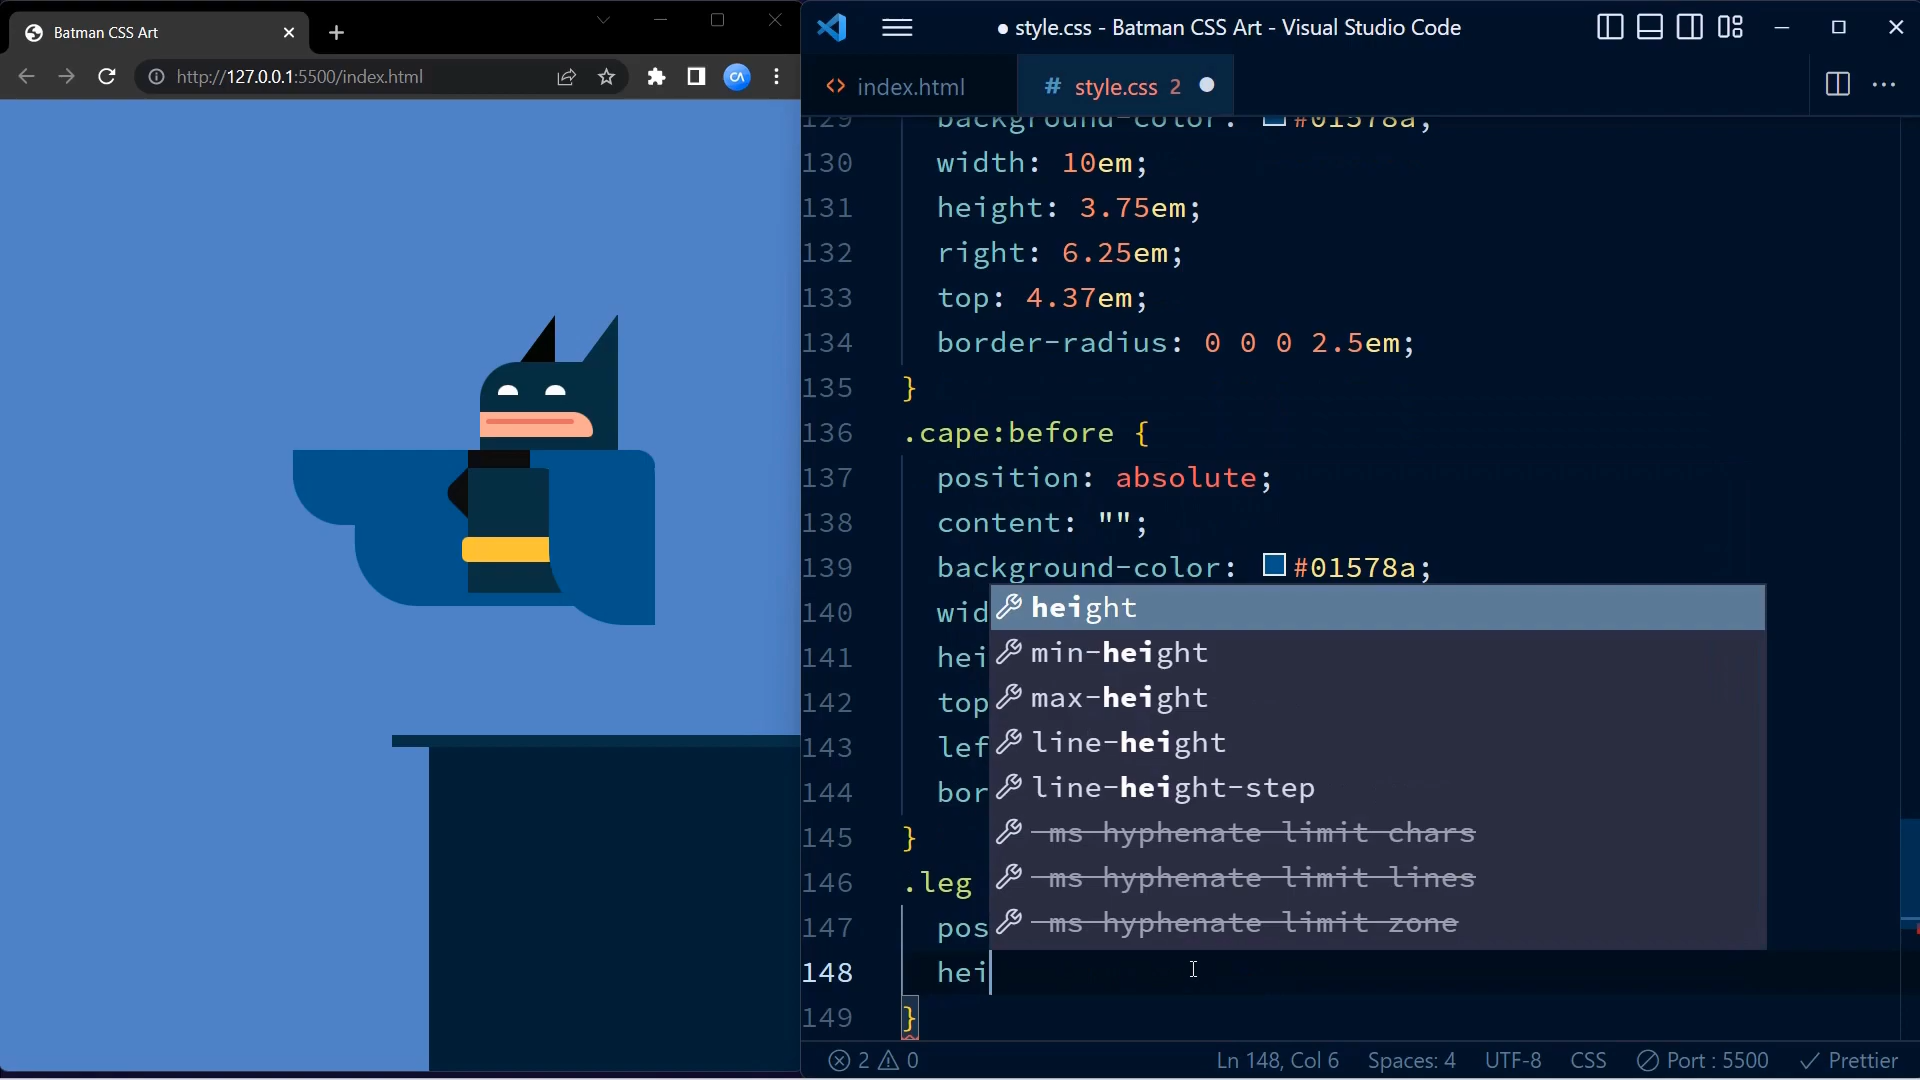 Batman CSS Art
http://127.0.0.1:5500/index.html
CA
● style.css - Batman CSS Art - Visual Studio Code
<> index.html
# style.css 2
129 background-color: #01578a;
130 width: 10em;
131 height: 3.75em;
132 right: 6.25em;
133 top: 4.37em;
134 border-radius: 0 0 0 2.5em;
135 }
136 .cape:before {
137 position: absolute;
138 content: "";
139 background-color: #01578a;
140 wid
141 hei
142 top
143 lef
144 bor
145 }
146 .leg
147 pos
148 hei
149 }
height
min-height
max-height
line-height
line-height-step
-ms-hyphenate-limit-chars
-ms-hyphenate-limit-lines
-ms-hyphenate-limit-zone
2 0
Ln 148, Col 6 Spaces: 4 UTF-8 CSS Port : 5500 Prettier